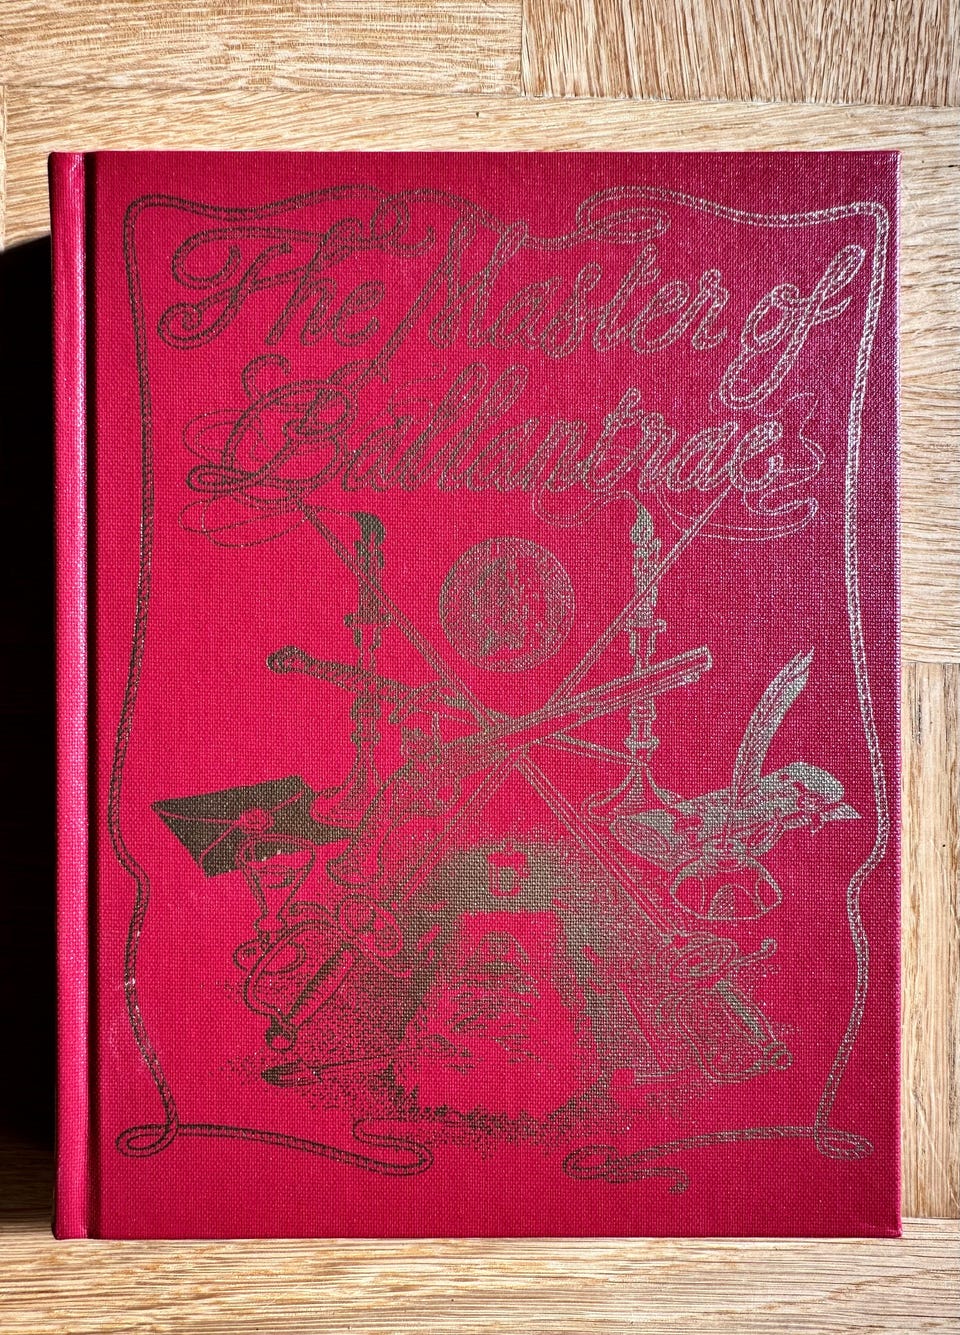 The Master of
Ballantrae